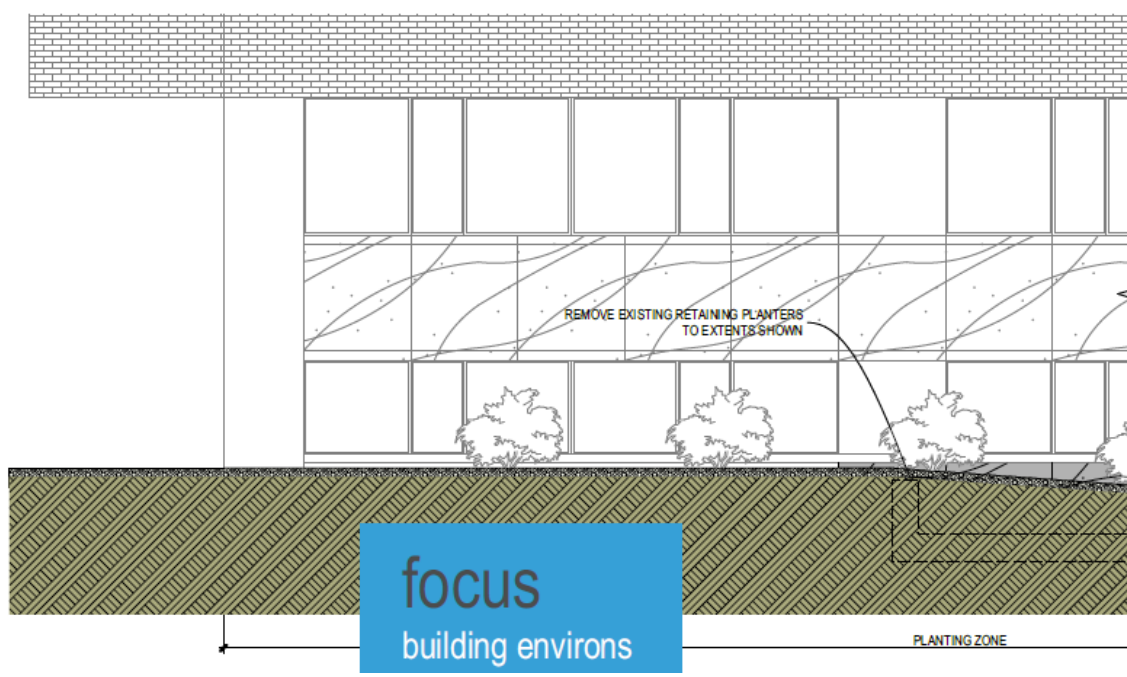 REMOVE EXISTING RETAINING PLANTERS
TO EXTENTS SHOWN
focus
building environs
PLANTING ZONE